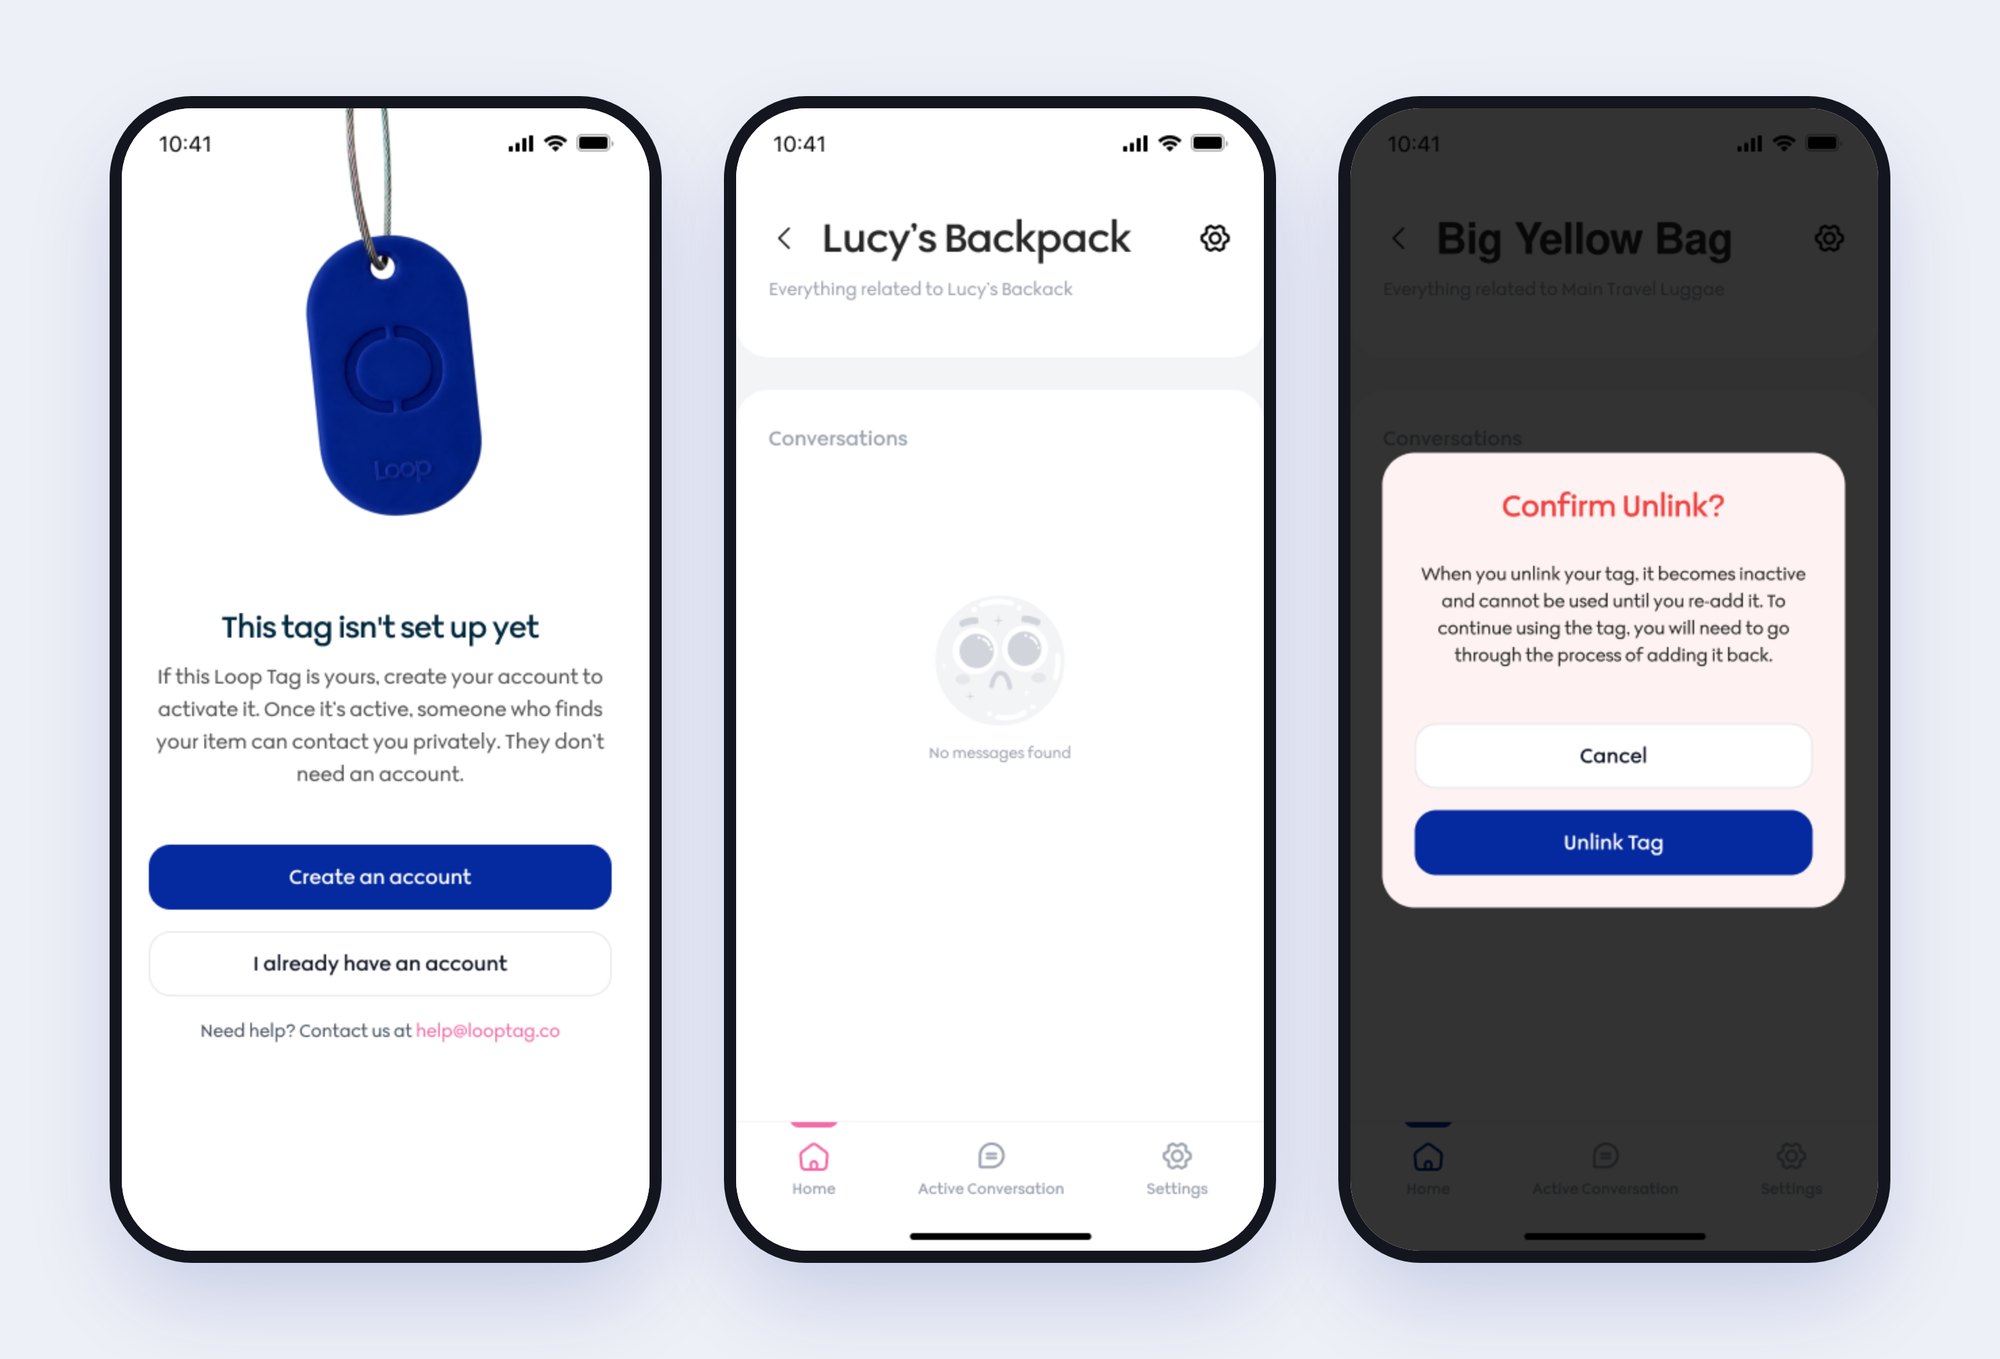 10:41
Loop
This tag isn't set up yet
If this Loop Tag is yours, create your account to
activate it. Once it's active, someone who finds
your item can contact you privately. They don't
need an account.
Create an account
I already have an account
Need help? Contact us at help@looptag.co
10:41
Lucy's Backpack
Everything related to Lucy's Backack
Conversations
No messages found
Home
Active Conversation
Settings
10:41
Big Yellow Bag
Everything related to Main Travel Luggae
Conversations
Confirm Unlink?
When you unlink your tag, it becomes inactive
and cannot be used until you re-add it. To
continue using the tag, you will need to go
through the process of adding it back.
Cancel
Unlink Tag
Home
Active Conversation
Settings